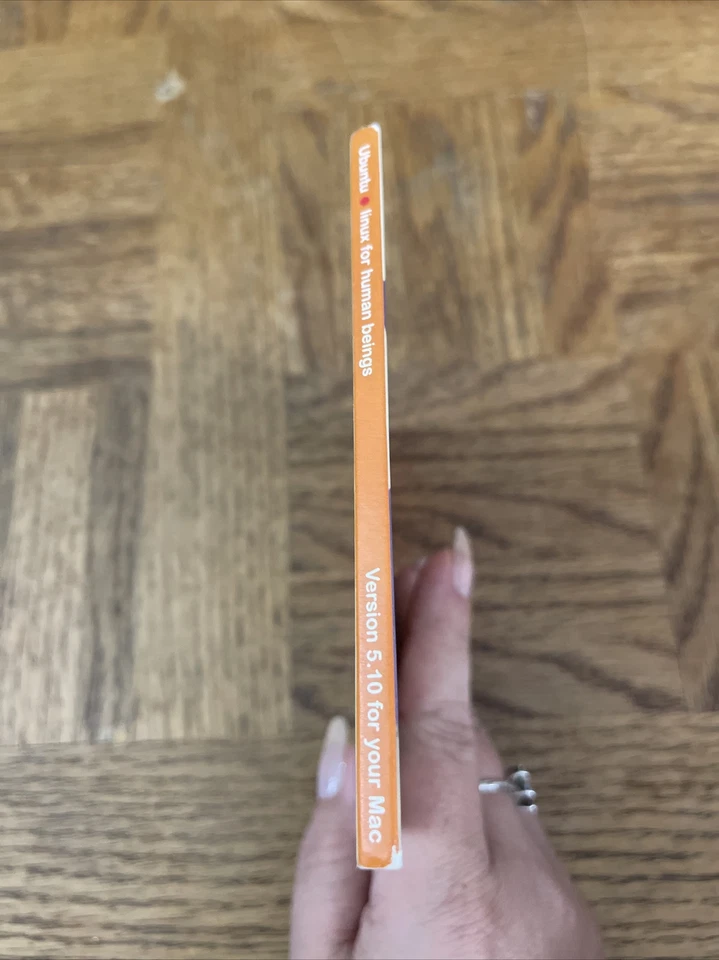 Ubuntu • linux for human beings
Version 5.10 for your Mac